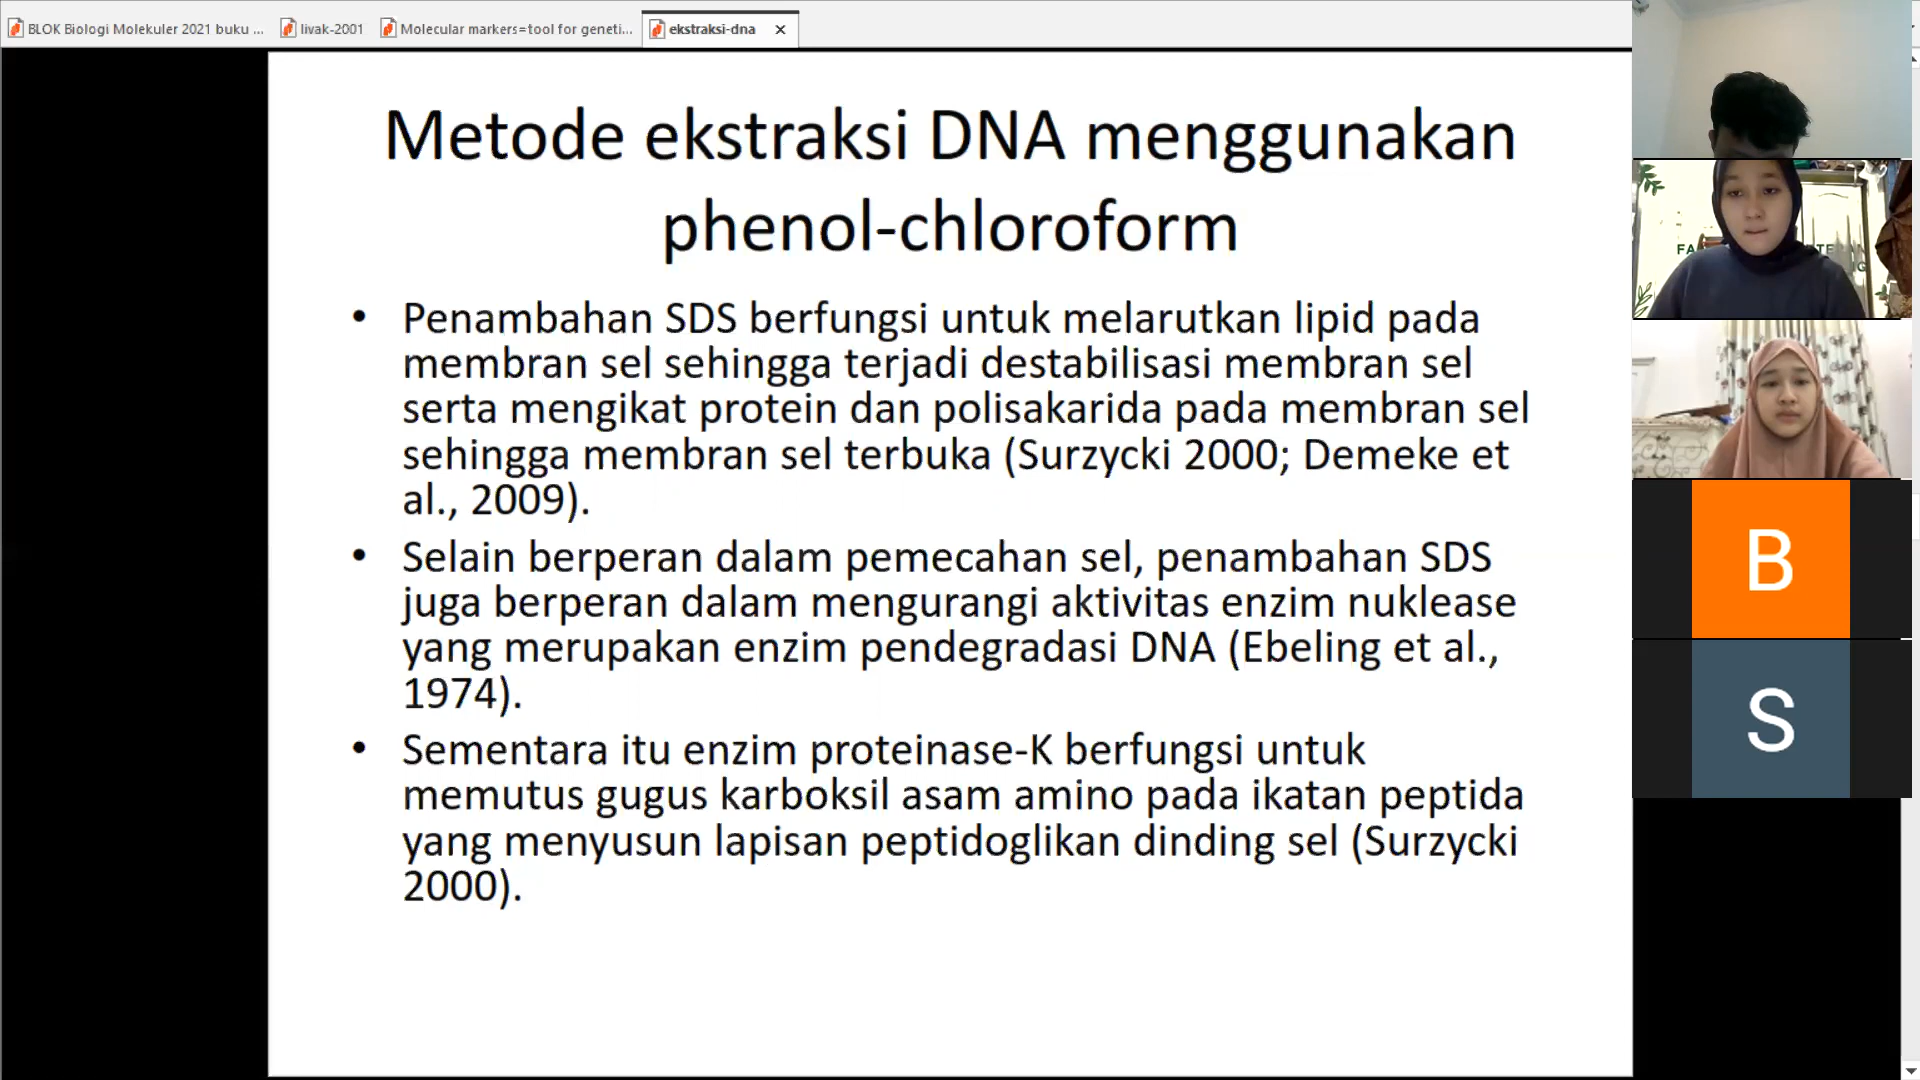 BLOK Biologi Molekuler 2021 buku ...
livak-2001
Molecular markers=tool for geneti...
ekstraksi-dna
Metode ekstraksi DNA menggunakan
phenol-chloroform
• Penambahan SDS berfungsi untuk melarutkan lipid pada
membran sel sehingga terjadi destabilisasi membran sel
serta mengikat protein dan polisakarida pada membran sel
sehingga membran sel terbuka (Surzycki 2000; Demeke et
al., 2009).
• Selain berperan dalam pemecahan sel, penambahan SDS
juga berperan dalam mengurangi aktivitas enzim nuklease
yang merupakan enzim pendegradasi DNA (Ebeling et al.,
1974).
• Sementara itu enzim proteinase-K berfungsi untuk
memutus gugus karboksil asam amino pada ikatan peptida
yang menyusun lapisan peptidoglikan dinding sel (Surzycki
2000).
B
S